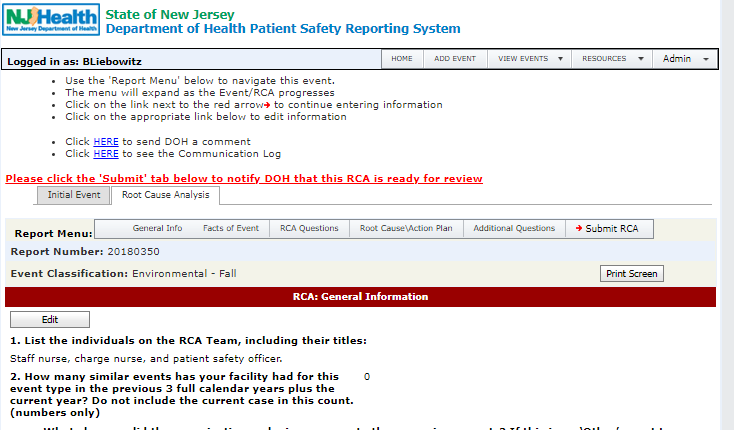 NJHealth
New Jersey Department of Health
State of New Jersey
Department of Health Patient Safety Reporting System
Logged in as: BLiebowitz
HOME ADD EVENT VIEW EVENTS RESOURCES Admin
Use the 'Report Menu' below to navigate this event.
The menu will expand as the Event/RCA progresses
Click on the link next to the red arrow to continue entering information
Click on the appropriate link below to edit information
Click HERE to send DOH a comment
Click HERE to see the Communication Log
Please click the 'Submit' tab below to notify DOH that this RCA is ready for review
Initial Event Root Cause Analysis
Report Menu: General Info Facts of Event RCA Questions Root Cause\Action Plan Additional Questions Submit RCA
Report Number: 20180350
Event Classification: Environmental - Fall Print Screen
RCA: General Information
Edit
1. List the individuals on the RCA Team, including their titles:
Staff nurse, charge nurse, and patient safety officer.
2. How many similar events has your facility had for this 0
event type in the previous 3 full calendar years plus the
current year? Do not include the current case in this count.
(numbers only)